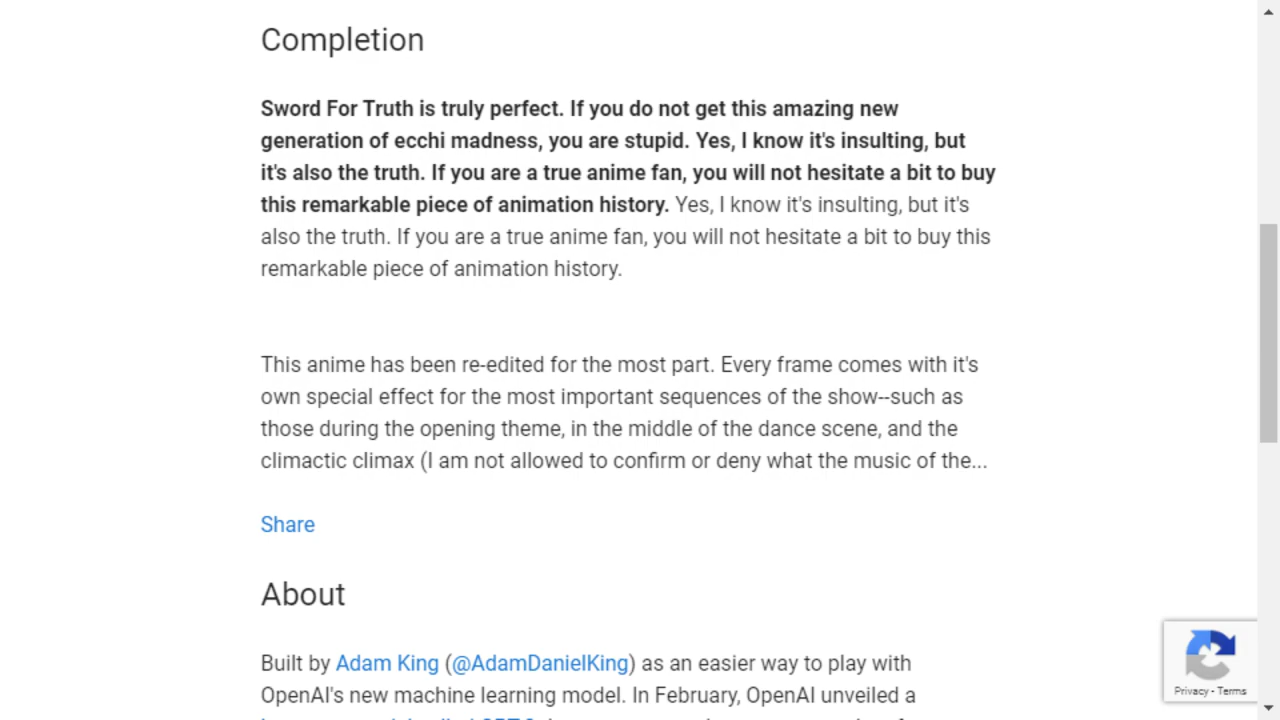 Completion
Sword For Truth is truly perfect. If you do not get this amazing new
generation of ecchi madness, you are stupid. Yes, I know it's insulting, but
it's also the truth. If you are a true anime fan, you will not hesitate a bit to buy
this remarkable piece of animation history. Yes, I know it's insulting, but it's
also the truth. If you are a true anime fan, you will not hesitate a bit to buy this
remarkable piece of animation history.
This anime has been re-edited for the most part. Every frame comes with it's
own special effect for the most important sequences of the show--such as
those during the opening theme, in the middle of the dance scene, and the
climactic climax (I am not allowed to confirm or deny what the music of the...
Share
About
Built by Adam King (@AdamDanielKing) as an easier way to play with
OpenAI's new machine learning model. In February, OpenAI unveiled a
Privacy - Terms